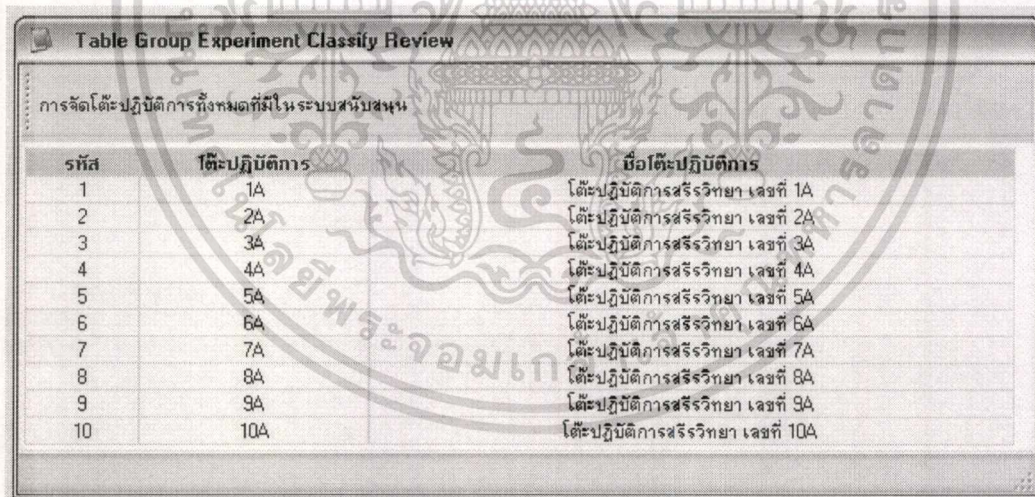 Table Group Experiment Classify Review
การจัดโต๊ะปฏิบัติการทั้งหมดที่มีในระบบสนับสนุน
รหัส โต๊ะปฏิบัติการ ชื่อโต๊ะปฏิบัติการ
1 1A โต๊ะปฏิบัติการสรีรวิทยา เลขที่ 1A
2 2A โต๊ะปฏิบัติการสรีรวิทยา เลขที่ 2A
3 3A โต๊ะปฏิบัติการสรีรวิทยา เลขที่ 3A
4 4A โต๊ะปฏิบัติการสรีรวิทยา เลขที่ 4A
5 5A โต๊ะปฏิบัติการสรีรวิทยา เลขที่ 5A
6 6A โต๊ะปฏิบัติการสรีรวิทยา เลขที่ 6A
7 7A โต๊ะปฏิบัติการสรีรวิทยา เลขที่ 7A
8 8A โต๊ะปฏิบัติการสรีรวิทยา เลขที่ 8A
9 9A โต๊ะปฏิบัติการสรีรวิทยา เลขที่ 9A
10 10A โต๊ะปฏิบัติการสรีรวิทยา เลขที่ 10A